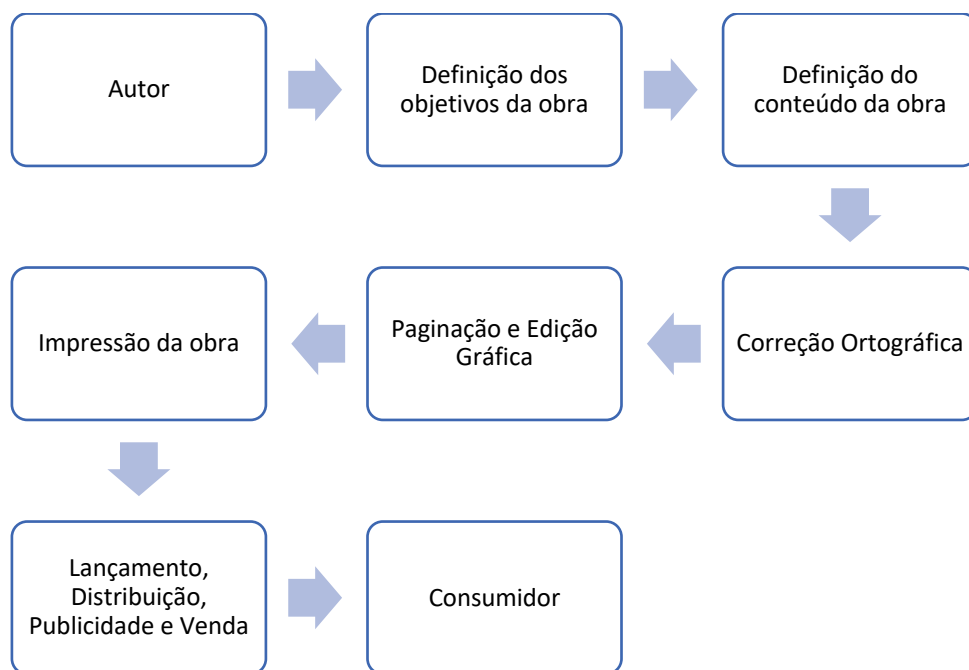 Autor
Definição dos
objetivos da obra
Definição do
conteúdo da obra
Impressão da obra
Paginação e Edição
Gráfica
Correção Ortográfica
Lançamento,
Distribuição,
Publicidade e Venda
Consumidor